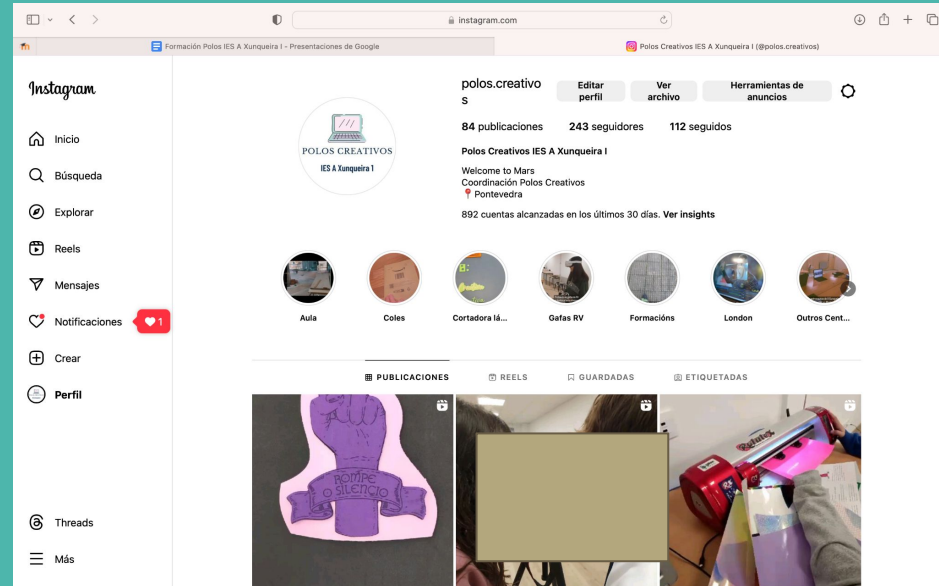 instagram.com
Formación Polos IES A Xunqueira I - Presentaciones de Google
Polos Creativos IES A Xunqueira I (@polos.creativos)
Instagram
Inicio
Búsqueda
Explorar
Reels
Mensajes
Notificaciones
1
Crear
Perfil
Threads
Más
POLOS CREATIVOS
IES A Xunqueira 1
polos.creativo
s
Editar
perfil
Ver
archivo
Herramientas de
anuncios
84 publicaciones 243 seguidores 112 seguidos
Polos Creativos IES A Xunqueira I
Welcome to Mars
Coordinación Polos Creativos
Pontevedra
892 cuentas alcanzadas en los últimos 30 días. Ver insights
Aula Coles Cortadora lá... Gafas RV Formacións London Outros Cent...
PUBLICACIONES REELS GUARDADAS ETIQUETADAS
ROMPE
O SILENCIO